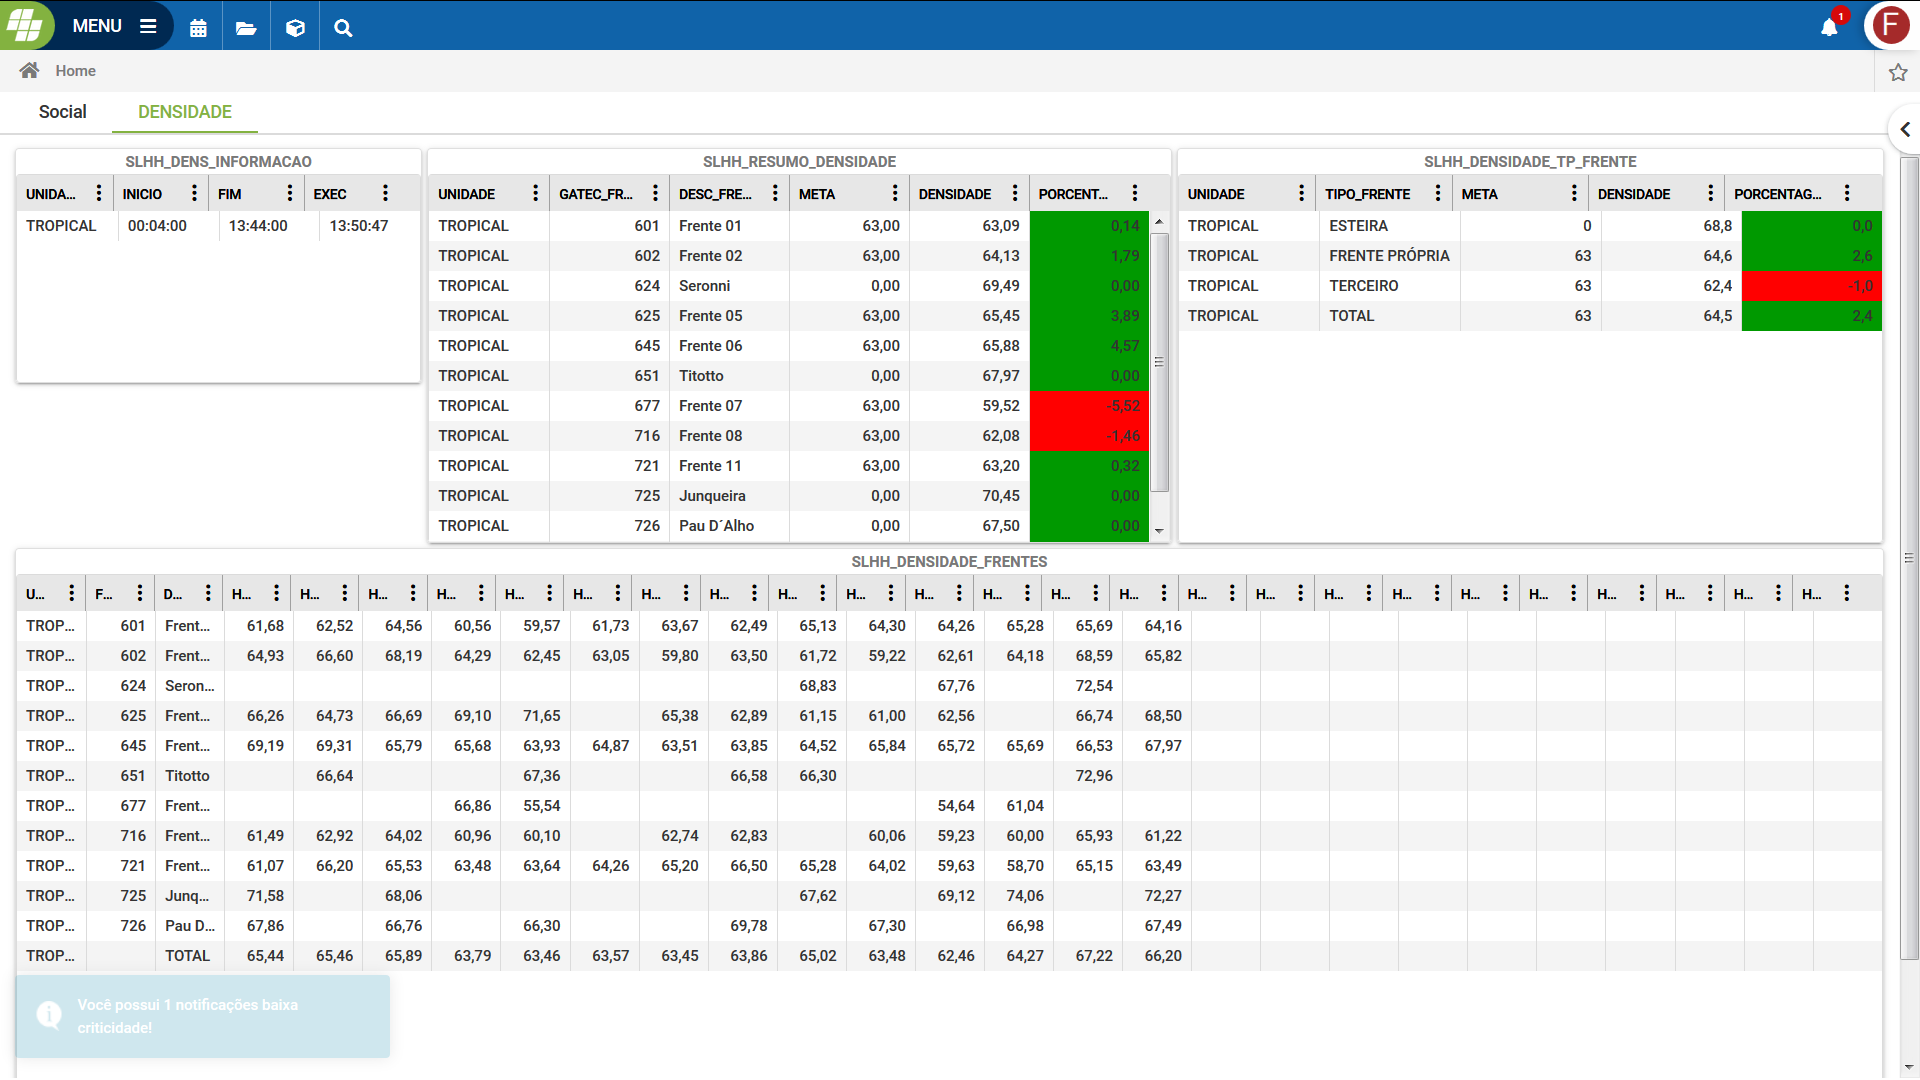 MENU
1
F
Home
Social
DENSIDADE
SLHH_DENS_INFORMACAO
UNIDA... INICIO FIM EXEC
TROPICAL 00:04:00 13:44:00 13:50:47
SLHH_RESUMO_DENSIDADE
UNIDADE GATEC_FR... DESC_FRE... META DENSIDADE PORCENT...
TROPICAL 601 Frente 01 63,00 63,09 0,14
TROPICAL 602 Frente 02 63,00 64,13 1,79
TROPICAL 624 Seronni 0,00 69,49 0,00
TROPICAL 625 Frente 05 63,00 65,45 3,89
TROPICAL 645 Frente 06 63,00 65,88 4,57
TROPICAL 651 Titotto 0,00 67,97 0,00
TROPICAL 677 Frente 07 63,00 59,52 -5,52
TROPICAL 716 Frente 08 63,00 62,08 -1,46
TROPICAL 721 Frente 11 63,00 63,20 0,32
TROPICAL 725 Junqueira 0,00 70,45 0,00
TROPICAL 726 Pau D´Alho 0,00 67,50 0,00
SLHH_DENSIDADE_TP_FRENTE
UNIDADE TIPO_FRENTE META DENSIDADE PORCENTAG...
TROPICAL ESTEIRA 0 68,8 0,0
TROPICAL FRENTE PRÓPRIA 63 64,6 2,6
TROPICAL TERCEIRO 63 62,4 -1,0
TROPICAL TOTAL 63 64,5 2,4
SLHH_DENSIDADE_FRENTES
U... F... D... H... H... H... H... H... H... H... H... H... H... H... H... H... H... H... H... H... H... H... H... H... H... H... H...
TROP... 601 Frent... 61,68 62,52 64,56 60,56 59,57 61,73 63,67 62,49 65,13 64,30 64,26 65,28 65,69 64,16
TROP... 602 Frent... 64,93 66,60 68,19 64,29 62,45 63,05 59,80 63,50 61,72 59,22 62,61 64,18 68,59 65,82
TROP... 624 Seron... 68,83 67,76 72,54
TROP... 625 Frent... 66,26 64,73 66,69 69,10 71,65 65,38 62,89 61,15 61,00 62,56 66,74 68,50
TROP... 645 Frent... 69,19 69,31 65,79 65,68 63,93 64,87 63,51 63,85 64,52 65,84 65,72 65,69 66,53 67,97
TROP... 651 Titotto 66,64 67,36 66,58 66,30 72,96
TROP... 677 Frent... 66,86 55,54 54,64 61,04
TROP... 716 Frent... 61,49 62,92 64,02 60,96 60,10 62,74 62,83 60,06 59,23 60,00 65,93 61,22
TROP... 721 Frent... 61,07 66,20 65,53 63,48 63,64 64,26 65,20 66,50 65,28 64,02 59,63 58,70 65,15 63,49
TROP... 725 Junq... 71,58 68,06 67,62 69,12 74,06 72,27
TROP... 726 Pau D... 67,86 66,76 66,30 69,78 67,30 66,98 67,49
TROP... TOTAL 65,44 65,46 65,89 63,79 63,46 63,57 63,45 63,86 65,02 63,48 62,46 64,27 67,22 66,20
Você possui 1 notificações baixa
criticidade!